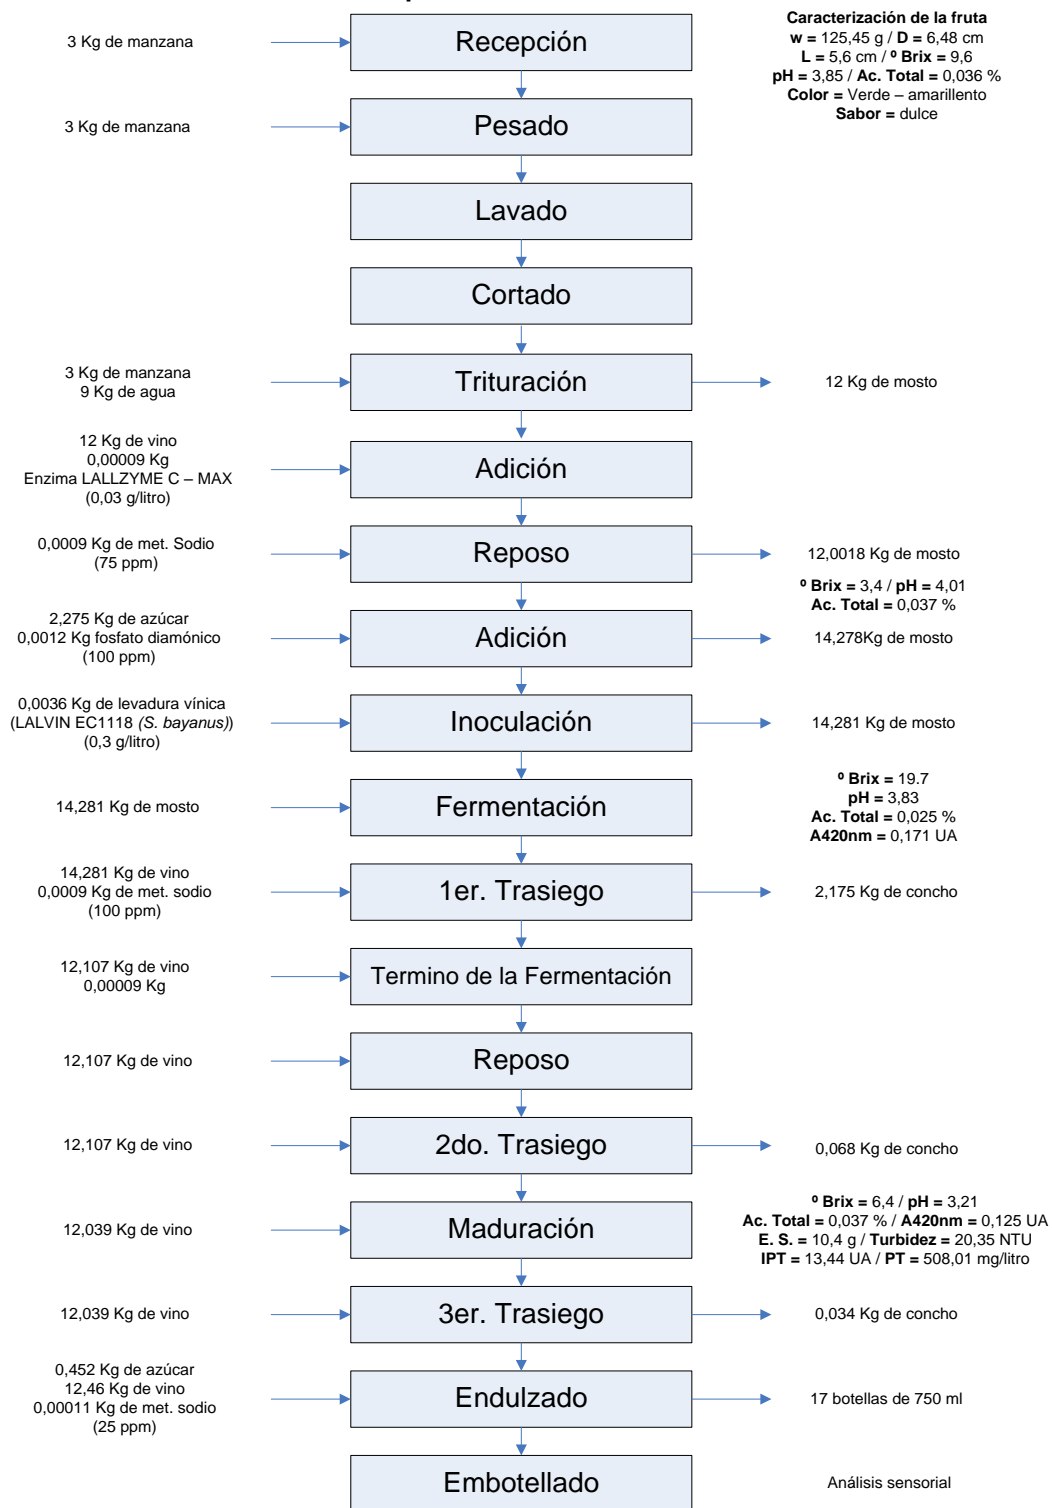 3 Kg de manzana
Recepción
Caracterización de la fruta
w = 125,45 g / D = 6,48 cm
L = 5,6 cm / º Brix = 9,6
pH = 3,85 / Ac. Total = 0,036 %
Color = Verde – amarillento
Sabor = dulce
3 Kg de manzana
Pesado
Lavado
Cortado
3 Kg de manzana
9 Kg de agua
Trituración
12 Kg de mosto
12 Kg de vino
0,00009 Kg
Enzima LALLZYME C – MAX
(0,03 g/litro)
Adición
0,0009 Kg de met. Sodio
(75 ppm)
Reposo
12,0018 Kg de mosto
º Brix = 3,4 / pH = 4,01
Ac. Total = 0,037 %
2,275 Kg de azúcar
0,0012 Kg fosfato diamónico
(100 ppm)
Adición
14,278Kg de mosto
0,0036 Kg de levadura vínica
(LALVIN EC1118 (S. bayanus))
(0,3 g/litro)
Inoculación
14,281 Kg de mosto
14,281 Kg de mosto
Fermentación
º Brix = 19.7
pH = 3,83
Ac. Total = 0,025 %
A420nm = 0,171 UA
14,281 Kg de vino
0,0009 Kg de met. sodio
(100 ppm)
1er. Trasiego
2,175 Kg de concho
12,107 Kg de vino
0,00009 Kg
Termino de la Fermentación
12,107 Kg de vino
Reposo
12,107 Kg de vino
2do. Trasiego
0,068 Kg de concho
12,039 Kg de vino
Maduración
º Brix = 6,4 / pH = 3,21
Ac. Total = 0,037 % / A420nm = 0,125 UA
E. S. = 10,4 g / Turbidez = 20,35 NTU
IPT = 13,44 UA / PT = 508,01 mg/litro
12,039 Kg de vino
3er. Trasiego
0,034 Kg de concho
0,452 Kg de azúcar
12,46 Kg de vino
0,00011 Kg de met. sodio
(25 ppm)
Endulzado
17 botellas de 750 ml
Embotellado
Análisis sensorial